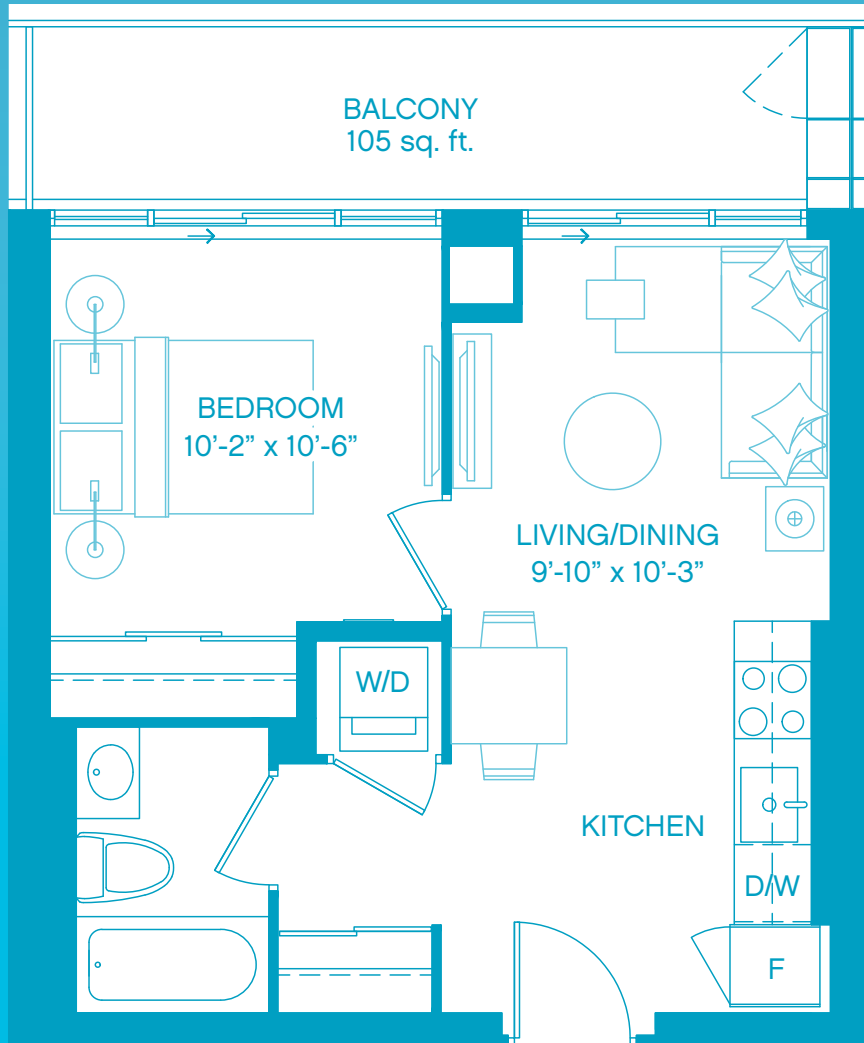 BALCONY
105 sq. ft.
BEDROOM
10’-2” x 10’-6”
LIVING/DINING
9’-10” x 10’-3”
W/D
KITCHEN
D/W
F